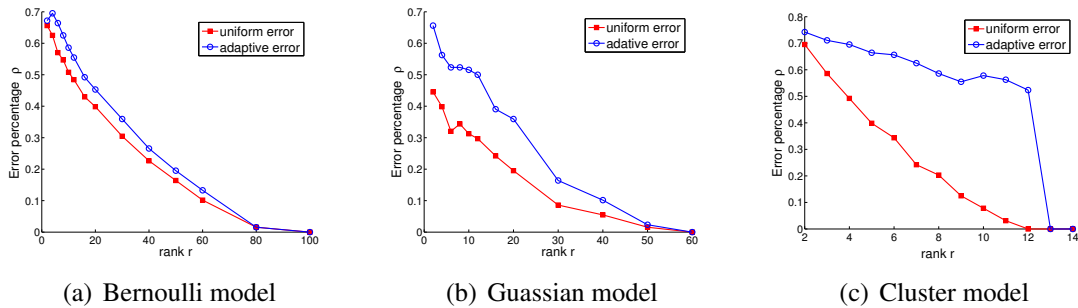 0.7
0.6
0.5
0.4
0.3
0.2
0.1
0
Error percentage ρ
uniform error
adaptive error
0 20 40 60 80 100
rank r
(a) Bernoulli model
0.7
0.6
0.5
0.4
0.3
0.2
0.1
0
Error percentage ρ
uniform error
adative error
0 10 20 30 40 50 60
rank r
(b) Guassian model
0.8
0.7
0.6
0.5
0.4
0.3
0.2
0.1
0
Error percentage ρ
uniform error
adaptive error
2 4 6 8 10 12 14
rank r
(c) Cluster model